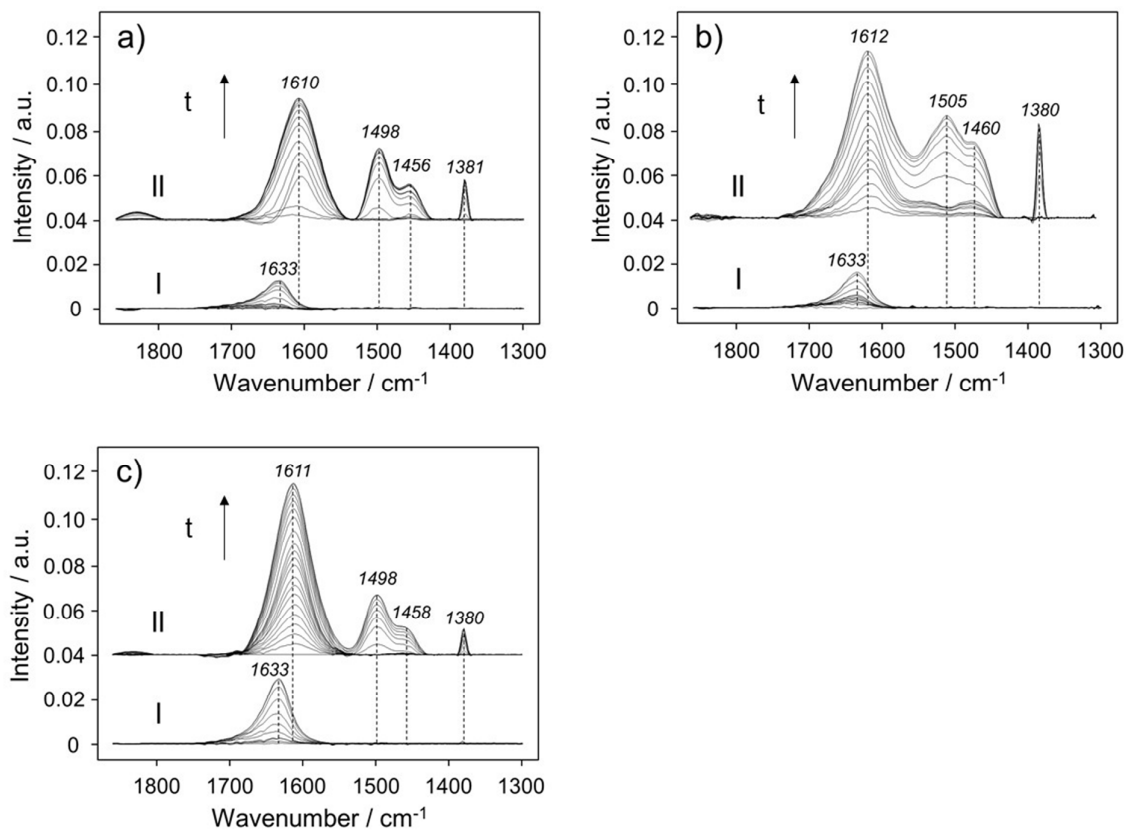 a)
0.12
0.10
0.08
0.06
0.04
0.02
0
Intensity / a.u.
t
II
I
1610
1498
1456
1381
1633
1800 1700 1600 1500 1400 1300
Wavenumber / cm-1
b)
0.12
0.10
0.08
0.06
0.04
0.02
0
Intensity / a.u.
t
II
I
1612
1505
1460
1380
1633
1800 1700 1600 1500 1400 1300
Wavenumber / cm-1
c)
0.12
0.10
0.08
0.06
0.04
0.02
0
Intensity / a.u.
t
II
I
1611
1498
1458
1380
1633
1800 1700 1600 1500 1400 1300
Wavenumber / cm-1